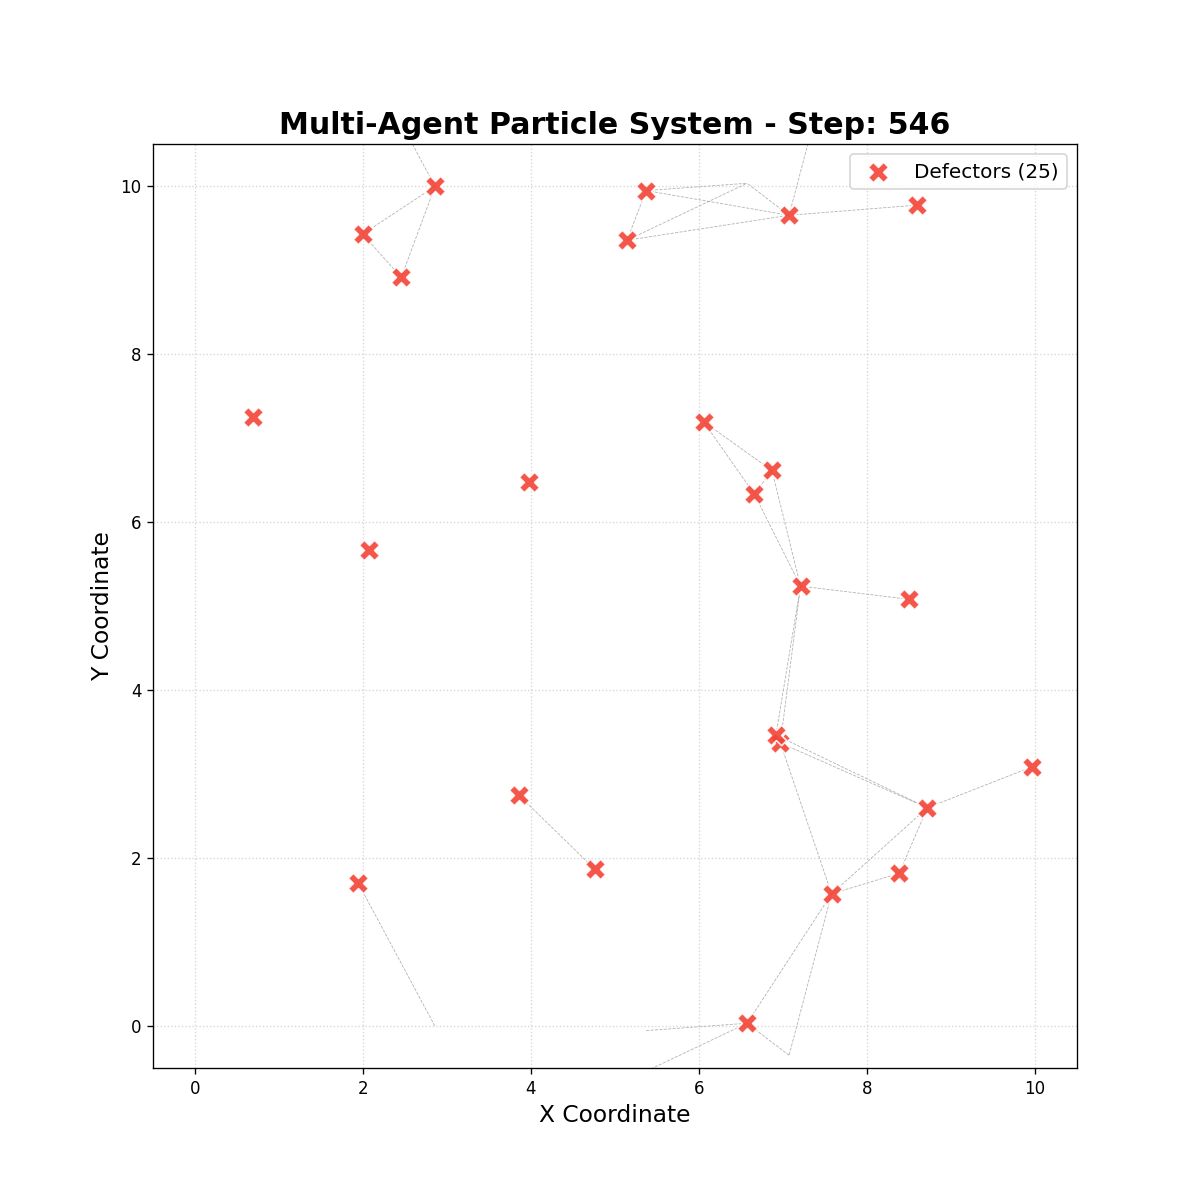 Multi-Agent Particle System - Step: 546
Defectors (25)
10
8
6
4
2
0
Y Coordinate
0 2 4 6 8 10
X Coordinate